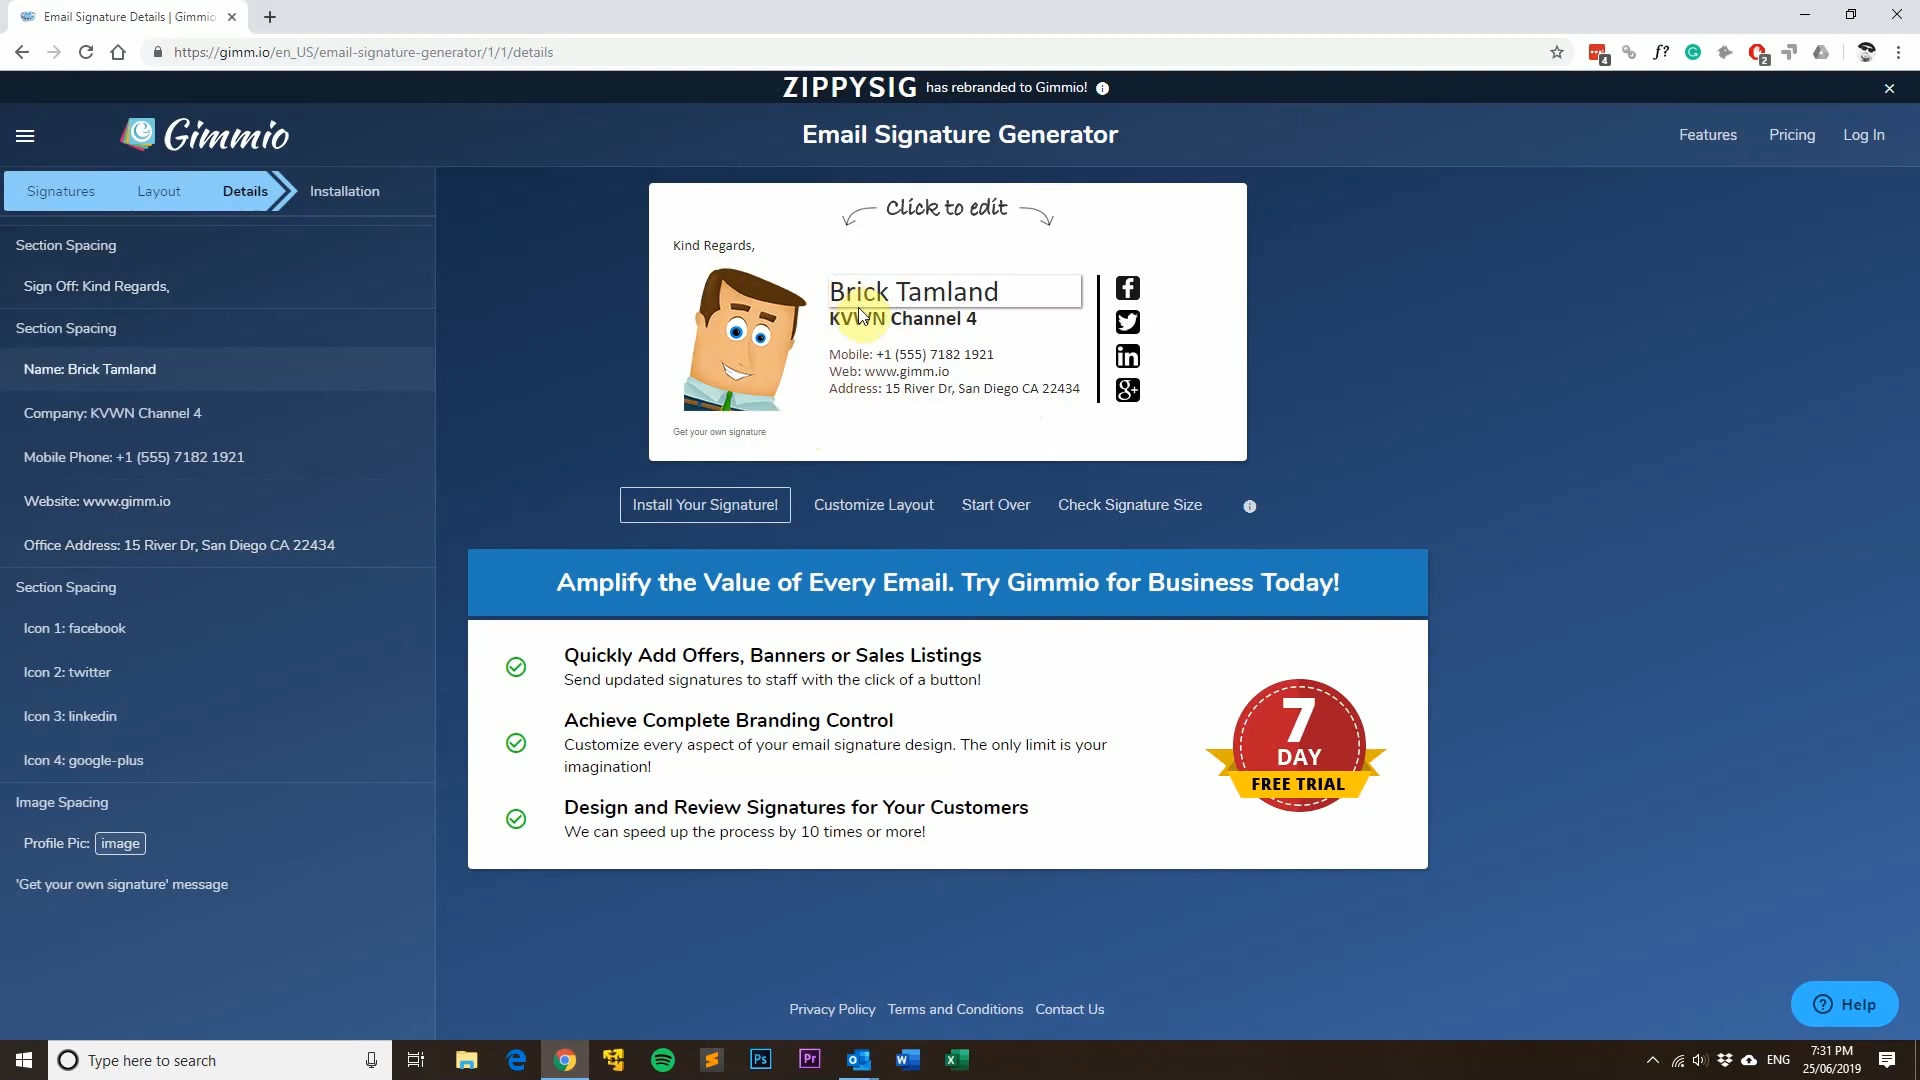 Email Signature Details | Gimmio
https://gimm.io/en_US/email-signature-generator/1/1/details
4
f?
2
ZIPPYSIG has rebranded to Gimmio!
Gimmio
Email Signature Generator
Features
Pricing
Log In
Signatures
Layout
Details
Installation
Section Spacing
Sign Off: Kind Regards,
Section Spacing
Name: Brick Tamland
Company: KVWN Channel 4
Mobile Phone: +1 (555) 7182 1921
Website: www.gimm.io
Office Address: 15 River Dr, San Diego CA 22434
Section Spacing
Icon 1: facebook
Icon 2: twitter
Icon 3: linkedin
Icon 4: google-plus
Image Spacing
Profile Pic: image
'Get your own signature' message
Click to edit
Kind Regards,
Brick Tamland
KVWN Channel 4
Mobile: +1 (555) 7182 1921
Web: www.gimm.io
Address: 15 River Dr, San Diego CA 22434
Get your own signature
Install Your Signature!
Customize Layout
Start Over
Check Signature Size
Amplify the Value of Every Email. Try Gimmio for Business Today!
Quickly Add Offers, Banners or Sales Listings
Send updated signatures to staff with the click of a button!
Achieve Complete Branding Control
Customize every aspect of your email signature design. The only limit is your
imagination!
Design and Review Signatures for Your Customers
We can speed up the process by 10 times or more!
7
DAY
FREE TRIAL
Privacy Policy
Terms and Conditions
Contact Us
Help
Type here to search
ENG
7:31 PM
25/06/2019